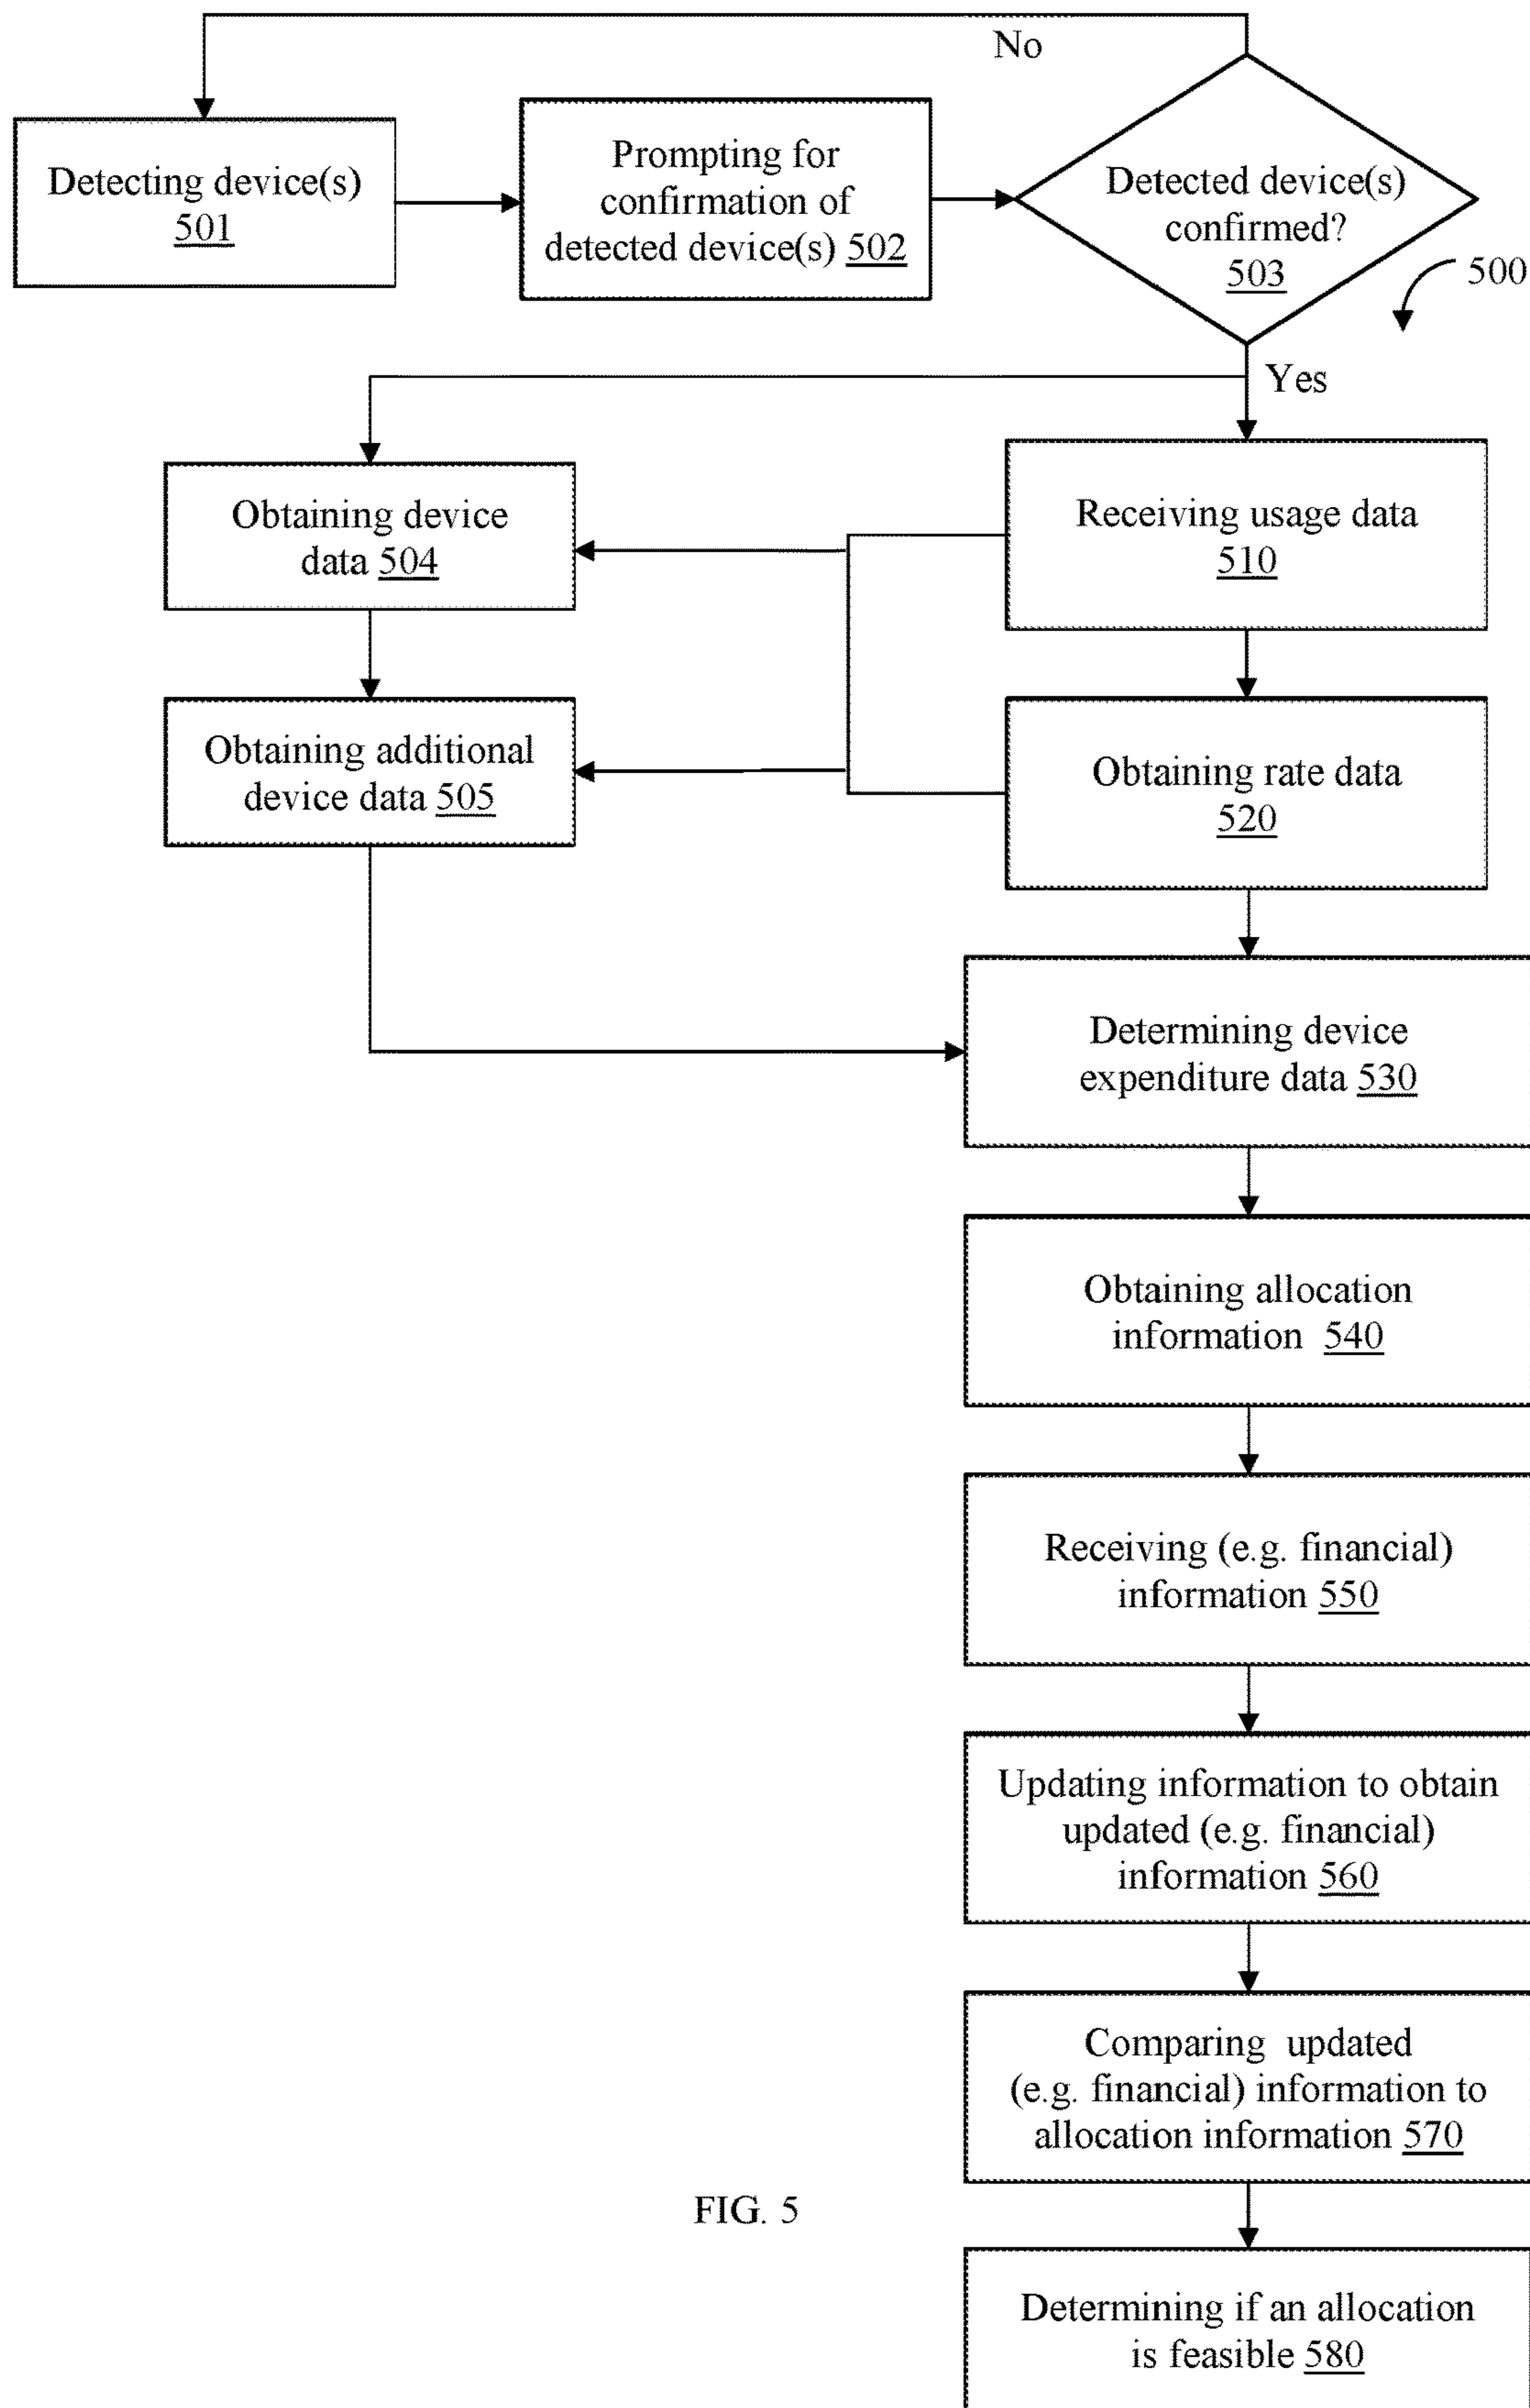 No
Detecting device(s)
501
Prompting for
confirmation of
detected device(s) 502
Detected device(s)
confirmed?
503
500
Yes
Obtaining device
data 504
Receiving usage data
510
Obtaining additional
device data 505
Obtaining rate data
520
Determining device
expenditure data 530
Obtaining allocation
information 540
Receiving (e.g. financial)
information 550
Updating information to obtain
updated (e.g. financial)
information 560
Comparing updated
(e.g. financial) information to
allocation information 570
FIG. 5
Determining if an allocation
is feasible 580